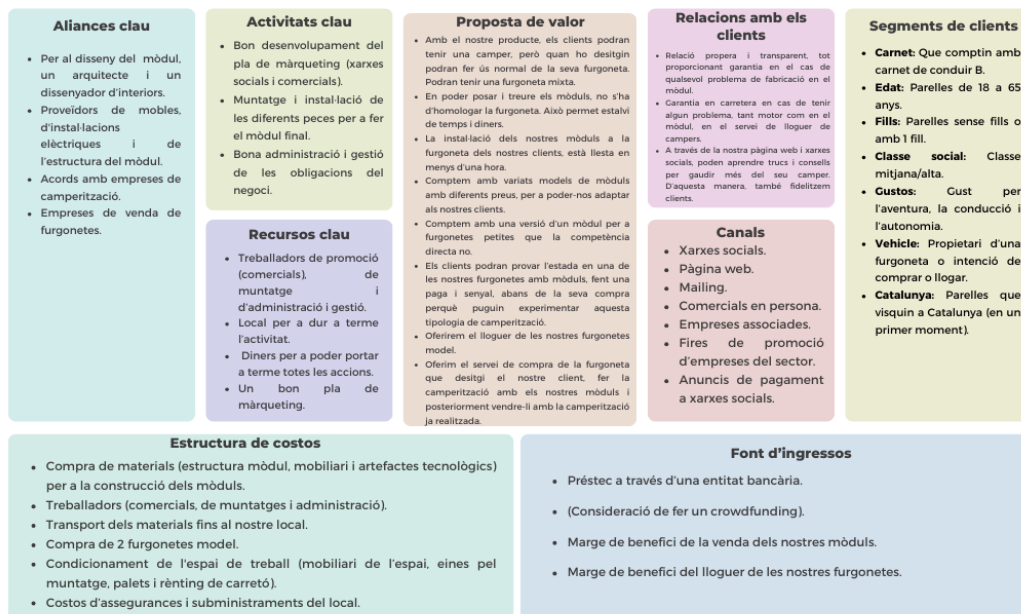 Aliances clau
Per al disseny del mòdul,
un arquitecte i un
dissenyador d'interiors.
Proveïdors de mobles,
d'instal·lacions
elèctriques i de
l'estructura del mòdul.
Acords amb empreses de
camperització.
Empreses de venda de
furgonetes.
Activitats clau
Bon desenvolupament del
pla de màrqueting (xarxes
socials i comercials).
Muntatge i instal·lació de
les diferents peces per a fer
el mòdul final.
Bona administració i gestió
de les obligacions del
negoci.
Recursos clau
Treballadors de promoció
(comercials), de
muntatge i
d'administració i gestió.
Local per a dur a terme
l'activitat.
Diners per a poder portar
a terme totes les accions.
Un bon pla de
màrqueting.
Proposta de valor
Amb el nostre producte, els clients podran
tenir una camper, però quan ho desitgin
podran fer ús normal de la seva furgoneta.
Podran tenir una furgoneta mixta.
En poder posar i treure els mòduls, no s'ha
d'homologar la furgoneta. Això permet estalvi
de temps i diners.
La instal·lació dels nostres mòduls a la
furgoneta dels nostres clients, està llesta en
menys d'una hora.
Comptem amb variats models de mòduls
amb diferents preus, per a poder-nos adaptar
als nostres clients.
Comptem amb una versió d'un mòdul per a
furgonetes petites que la competència
directa no.
Els clients podran provar l'estada en una de
les nostres furgonetes amb mòduls, fent una
paga i senyal, abans de la seva compra
perquè puguin experimentar aquesta
tipologia de camperització.
Oferirem el lloguer de les nostres furgonetes
model.
Oferim el servei de compra de la furgoneta
que desitgi el nostre client, fer la
camperització amb els nostres mòduls i
posteriorment vendre-li amb la camperització
ja realitzada.
Relacions amb els
clients
Relació propera i transparent, tot
proporcionant garantia en el cas de
qualsevol problema de fabricació en el
mòdul.
Garantia en carretera en cas de tenir
algun problema, tant motor com en el
mòdul, en el servei de lloguer de
campers.
A través de la nostra pàgina web i xarxes
socials, poden aprendre trucs i consells
per gaudir més del seu camper.
D'aquesta manera, també fidelitzem
clients.
Canals
Xarxes socials.
Pàgina web.
Mailing.
Comercials en persona.
Empreses associades.
Fires de promoció
d'empreses del sector.
Anuncis de pagament
a xarxes socials.
Segments de clients
Carnet: Que comptin amb
carnet de conduir B.
Edat: Parelles de 18 a 65
anys.
Fills: Parelles sense fills o
amb 1 fill.
Classe social: Classe
mitjana/alta.
Gustos: Gust per
l'aventura, la conducció i
l'autonomia.
Vehicle: Propietari d'una
furgoneta o intenció de
comprar o llogar.
Catalunya: Parelles que
visquin a Catalunya (en un
primer moment).
Estructura de costos
Compra de materials (estructura mòdul, mobiliari i artefactes tecnològics)
per a la construcció dels mòduls.
Treballadors (comercials, de muntatges i administració).
Transport dels materials fins al nostre local.
Compra de 2 furgonetes model.
Condicionament de l'espai de treball (mobiliari de l'espai, eines pel
muntatge, palets i rènting de carretó).
Costos d'assegurances i subministraments del local.
Font d'ingressos
Préstec a través d'una entitat bancària.
(Consideració de fer un crowdfunding).
Marge de benefici de la venda dels nostres mòduls.
Marge de benefici del lloguer de les nostres furgonetes.